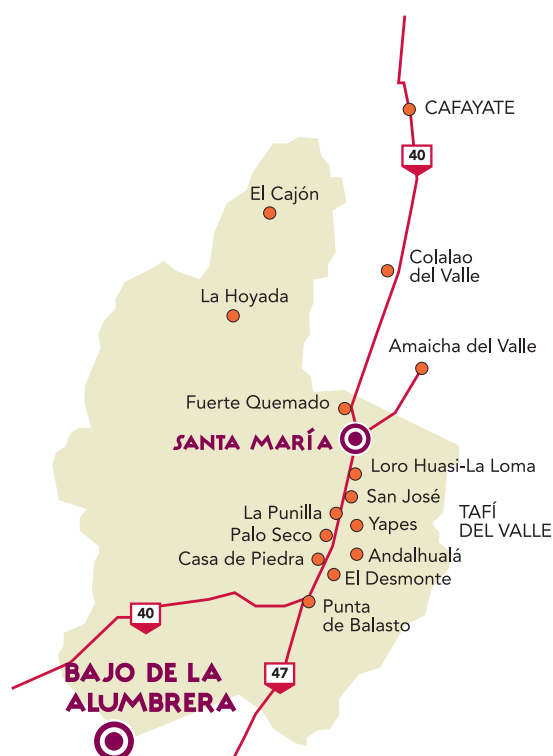 CAFAYATE
40
El Cajón
Colalao
del Valle
La Hoyada
Amaicha del Valle
Fuerte Quemado
SANTA MARÍA
Loro Huasi-La Loma
San José
La Punilla
TAFÍ
DEL VALLE
Yapes
Palo Seco
Casa de Piedra
Andalhualá
El Desmonte
Punta
de Balasto
40
BAJO DE LA
ALUMBRERA
47